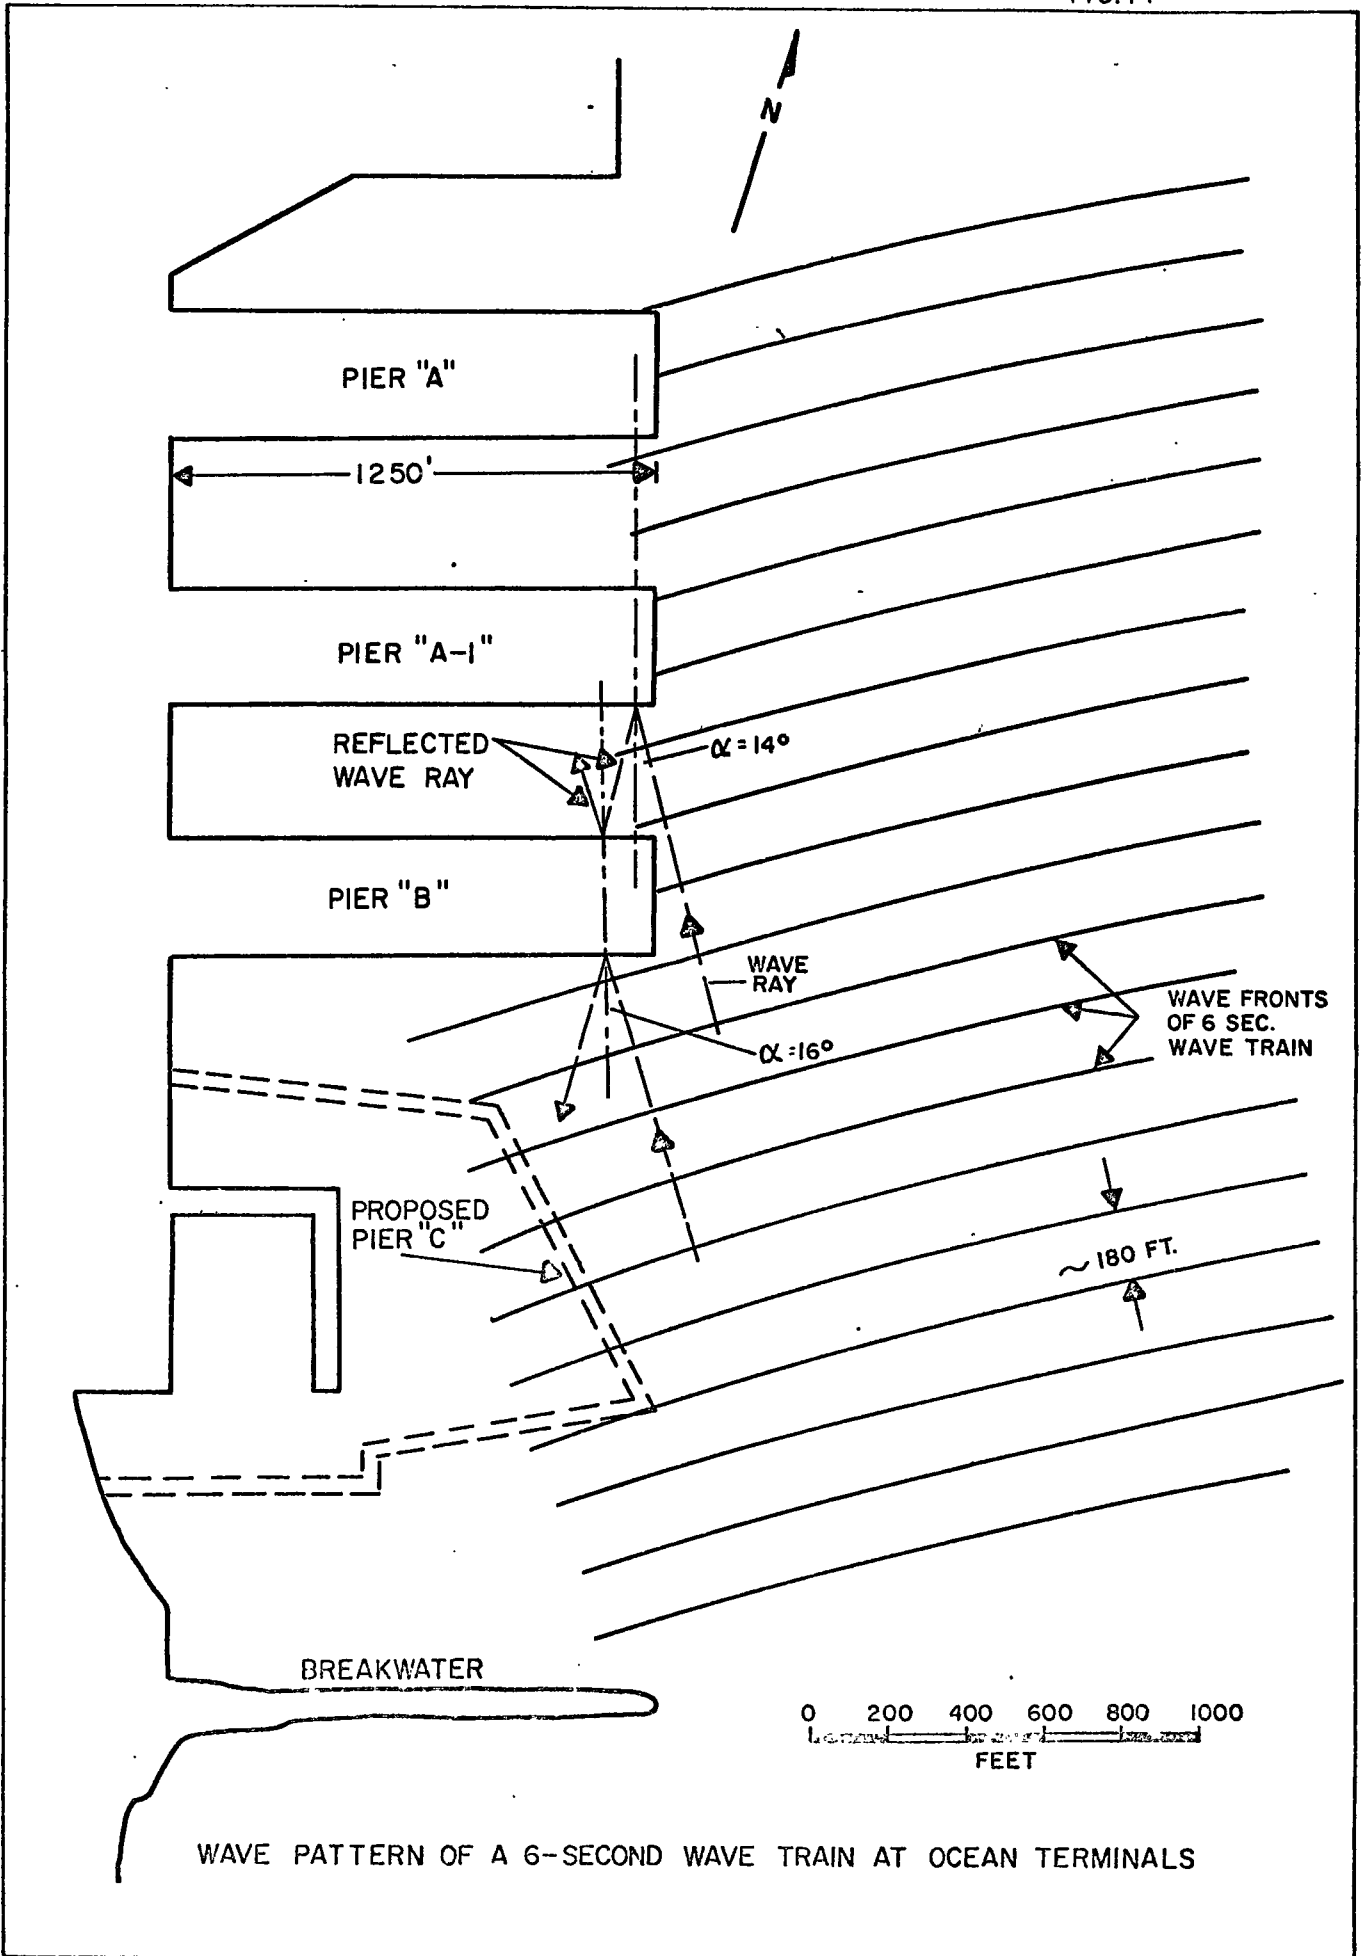 N
PIER "A"
1250'
PIER "A-1"
REFLECTED
WAVE RAY
α = 14°
PIER "B"
WAVE
RAY
WAVE FRONTS
OF 6 SEC.
WAVE TRAIN
α = 16°
PROPOSED
PIER "C"
~ 180 FT.
BREAKWATER
0 200 400 600 800 1000
FEET
WAVE PATTERN OF A 6-SECOND WAVE TRAIN AT OCEAN TERMINALS